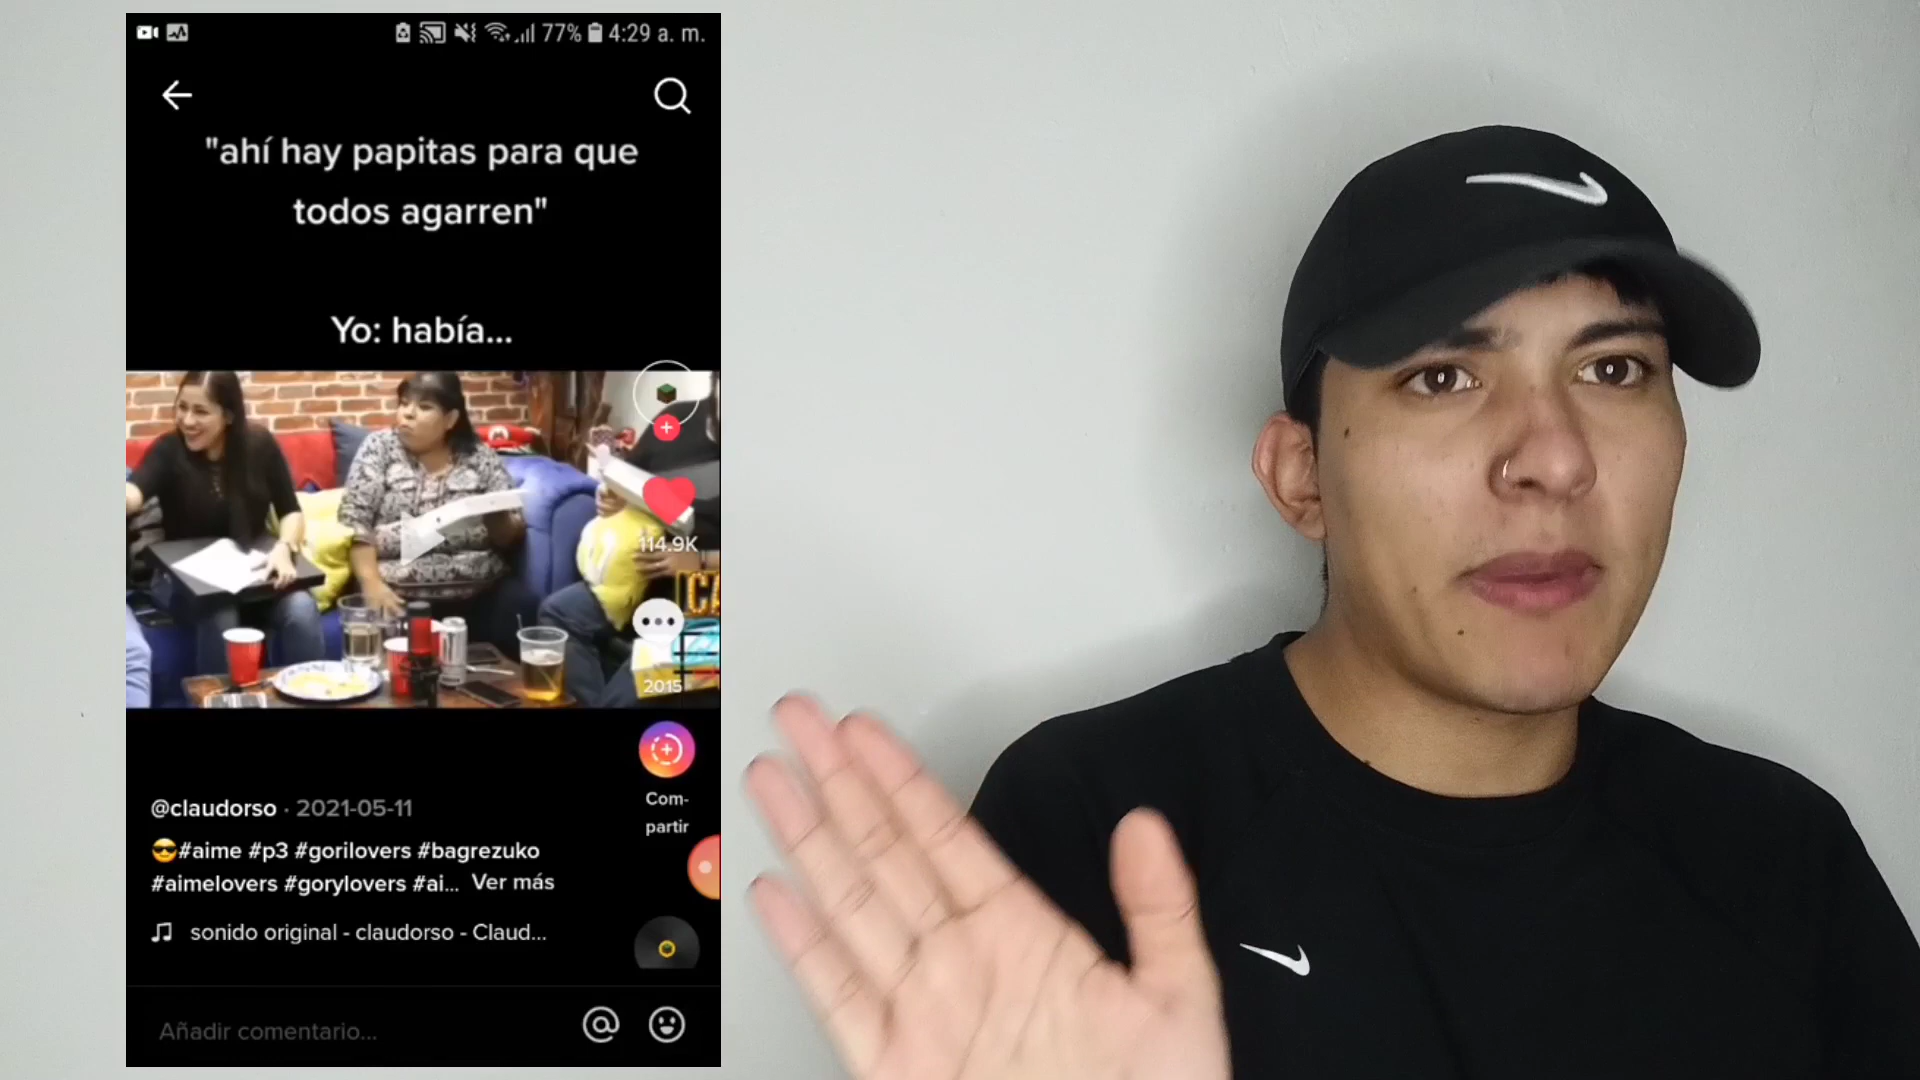 77% 4:29 a. m.
"ahí hay papitas para que
todos agarren"
Yo: había...
114.9K
2015
Com-
partir
@claudorso · 2021-05-11
😎#aime #p3 #gorilovers #bagrezuko
#aimelovers #gorylovers #ai... Ver más
sonido original - claudorso - Claud...
Añadir comentario...